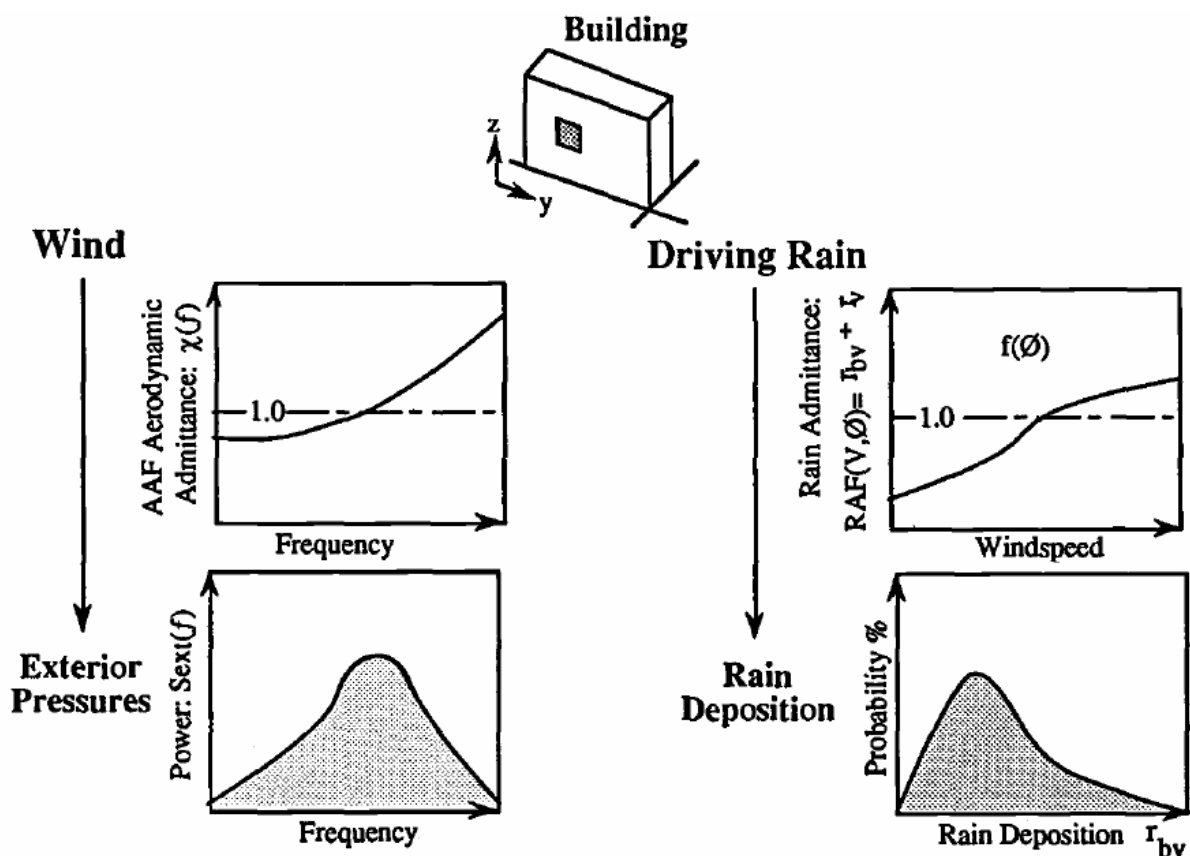 Building
z
y
Wind
Driving Rain
AAF Aerodynamic
Admittance: χ(f)
1.0
Frequency
Rain Admittance:
RAF(V,Ø)= r_bv + r_v
f(Ø)
1.0
Windspeed
Exterior
Pressures
Power: Sext(f)
Frequency
Rain
Deposition
Probability %
Rain Deposition r_bv